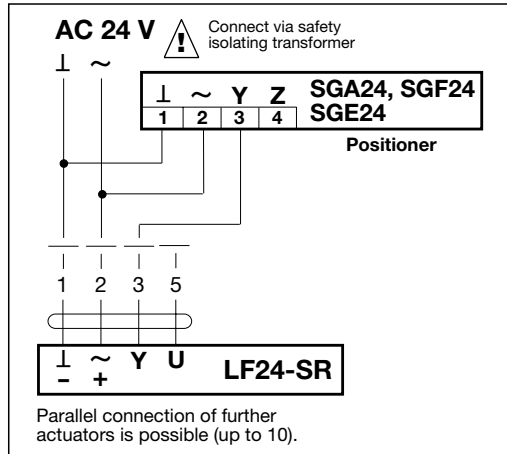 AC 24 V
Connect via safety
isolating transformer
⊥ ~
⊥ ~ Y Z
1 2 3 4
SGA24, SGF24
SGE24
Positioner
1 2 3 5
⊥ ~ Y U
- +
LF24-SR
Parallel connection of further
actuators is possible (up to 10).